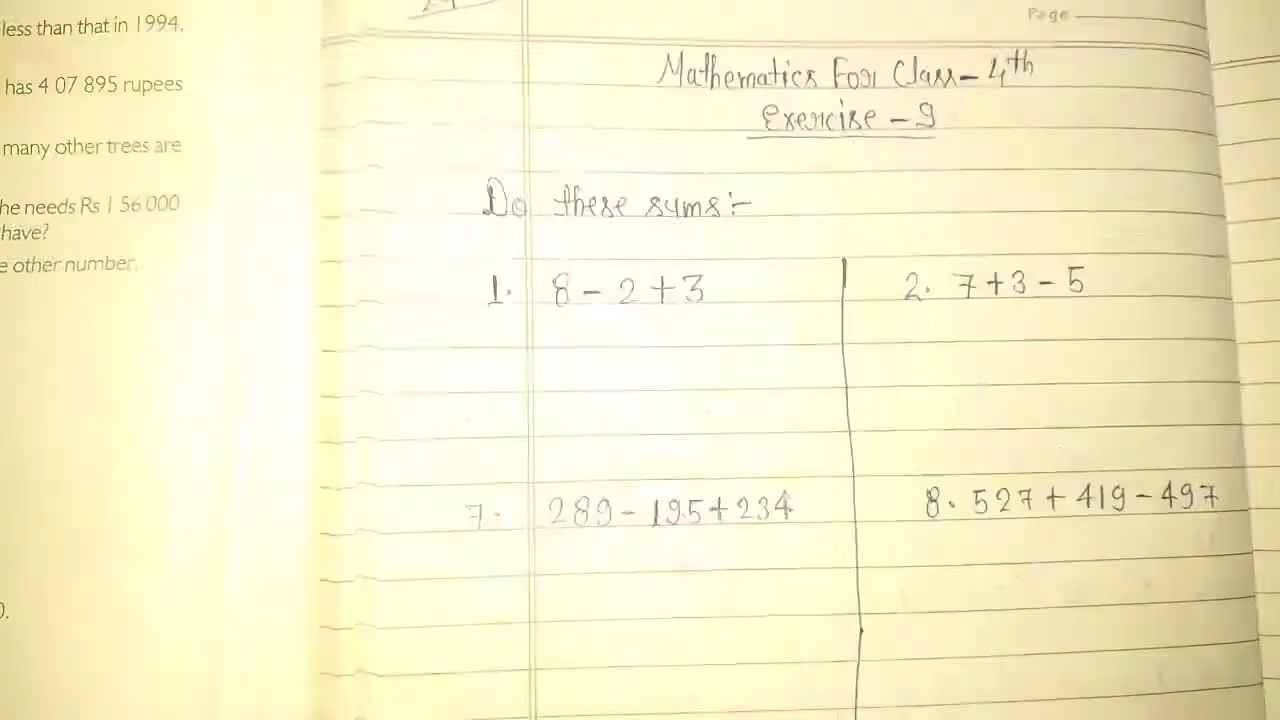 less than that in 1994.
has 4 07 895 rupees
many other trees are
he needs Rs 1 56 000
have?
e other number.
Page
Mathematics For Class - 4th
Exercise - 9
Do these sums:-
1. 8 - 2 + 3
2. 7 + 3 - 5
7. 289 - 195 + 234
8. 527 + 419 - 497